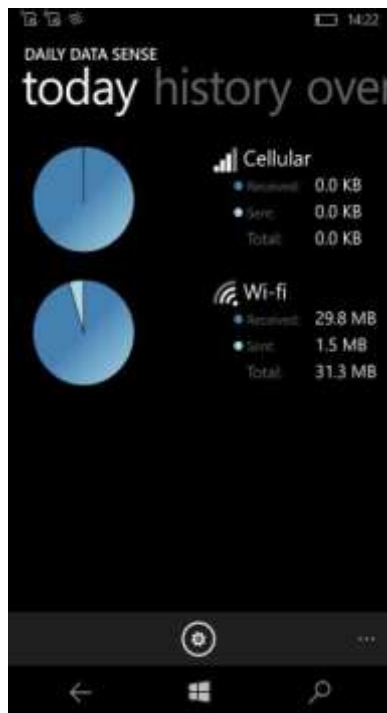 14:22
DAILY DATA SENSE
today history over
Cellular
Received: 0.0 KB
Sent: 0.0 KB
Total: 0.0 KB
Wi-fi
Received: 29.8 MB
Sent: 1.5 MB
Total: 31.3 MB